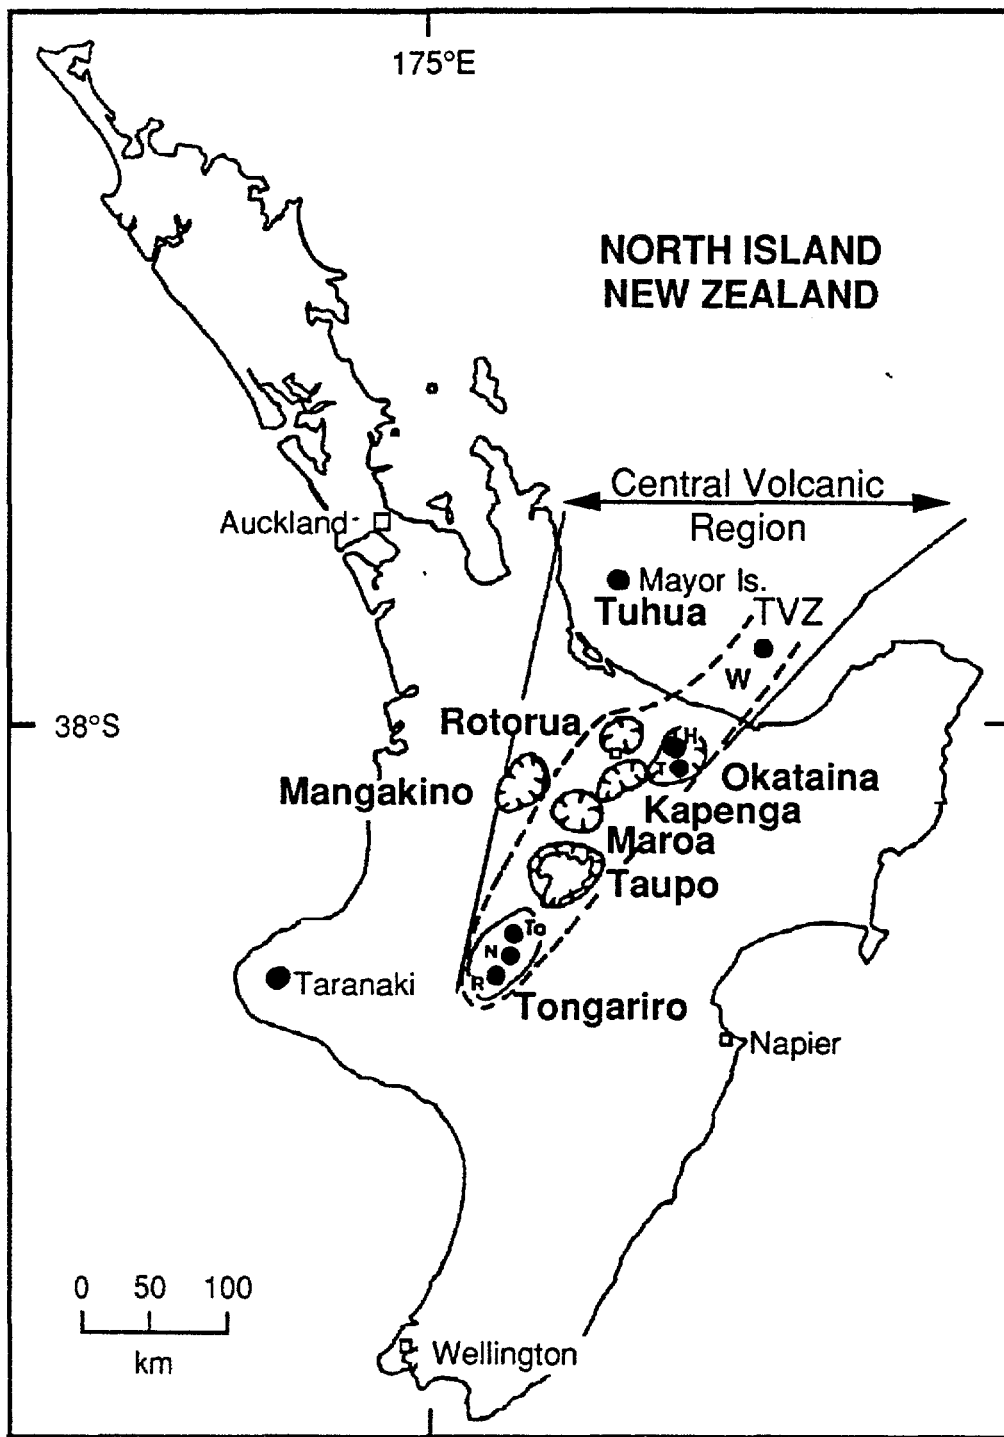 175°E
NORTH ISLAND
NEW ZEALAND
Central Volcanic
Region
Auckland
Mayor Is.
Tuhua
TVZ
W
38°S
Rotorua
H
T
Okataina
Mangakino
Kapenga
Maroa
Taupo
To
N
R
Taranaki
Tongariro
Napier
0 50 100
km
Wellington